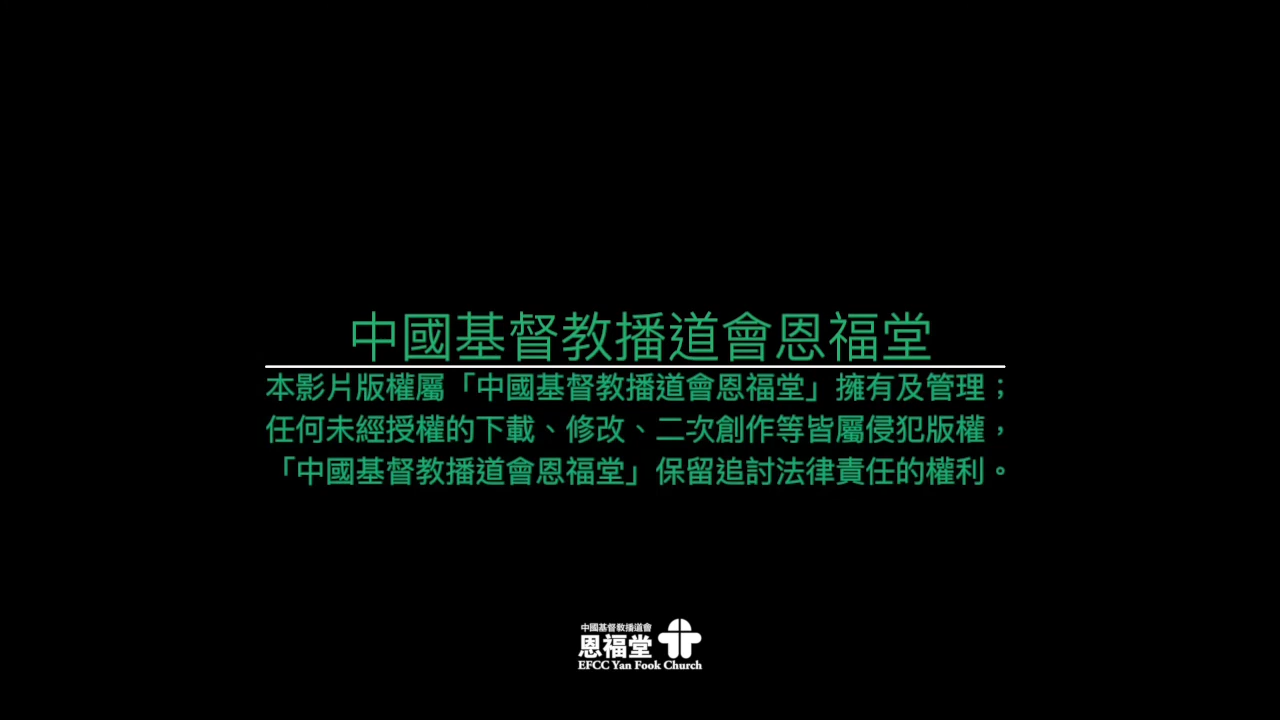 中國基督教播道會恩福堂
本影片版權屬「中國基督教播道會恩福堂」擁有及管理；
任何未經授權的下載、修改、二次創作等皆屬侵犯版權，
「中國基督教播道會恩福堂」保留追討法律責任的權利。
中國基督教播道會
恩福堂
EFCC Yan Fook Church